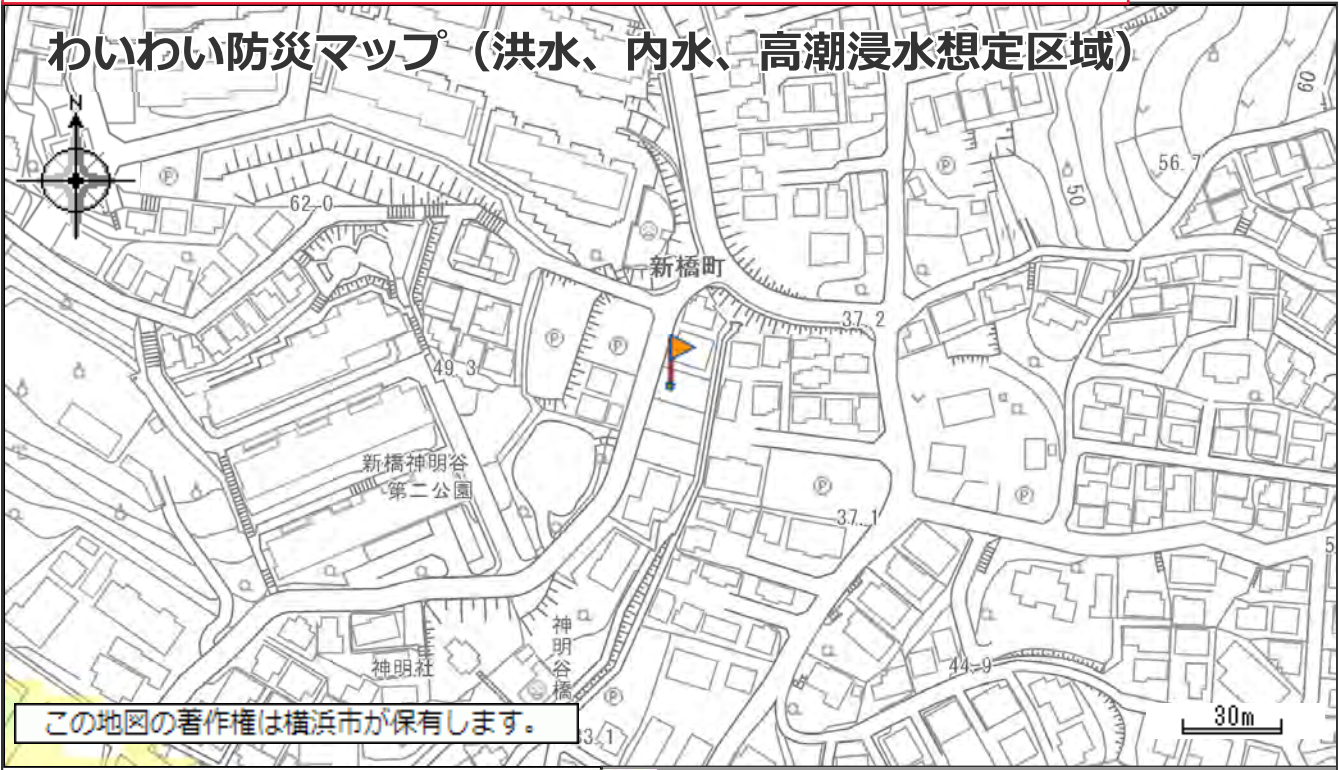 わいわい防災マップ（洪水、内水、高潮浸水想定区域）
N
60
56.7
50
62.0
新橋町
37.2
49.3
新橋神明谷
第二公園
37.1
神明谷橋
神明社
44.9
この地図の著作権は横浜市が保有します。
30m
P
P
P
P
P
P
P